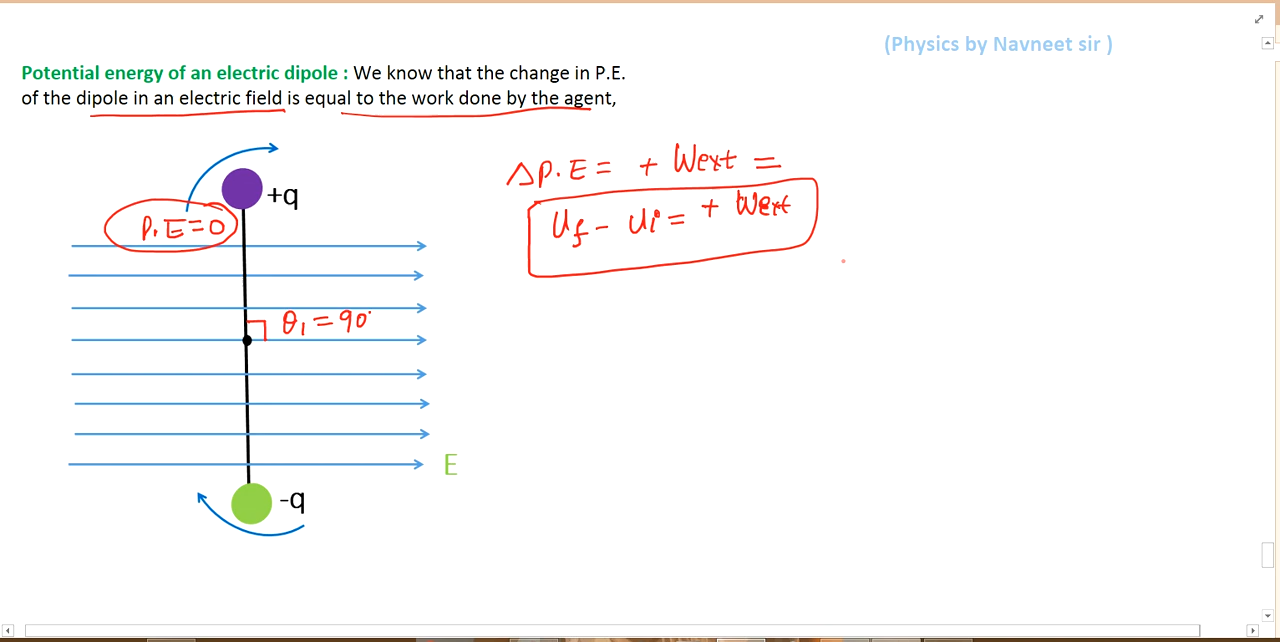 (Physics by Navneet sir )
Potential energy of an electric dipole : We know that the change in P.E.
of the dipole in an electric field is equal to the work done by the agent,
ΔP.E = + Wext =
Uf - Ui = + Wext
+q
P.E=0
θ1 = 90°
E
-q